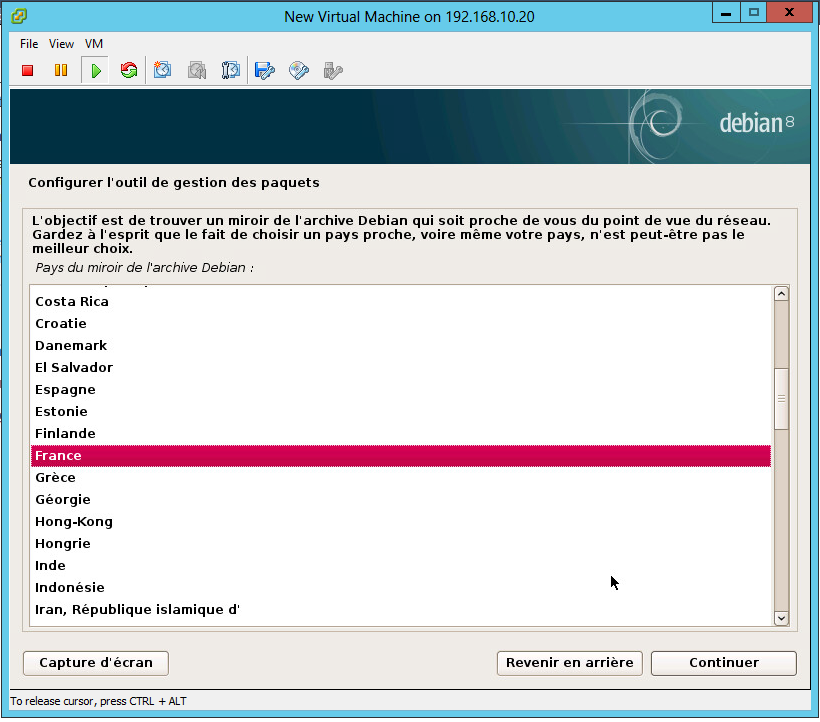 New Virtual Machine on 192.168.10.20
File View VM
debian 8
Configurer l'outil de gestion des paquets
L'objectif est de trouver un miroir de l'archive Debian qui soit proche de vous du point de vue du réseau.
Gardez à l'esprit que le fait de choisir un pays proche, voire même votre pays, n'est peut-être pas le
meilleur choix.
Pays du miroir de l'archive Debian :
Costa Rica
Croatie
Danemark
El Salvador
Espagne
Estonie
Finlande
France
Grèce
Géorgie
Hong-Kong
Hongrie
Inde
Indonésie
Iran, République islamique d'
Capture d'écran
Revenir en arrière
Continuer
To release cursor, press CTRL + ALT